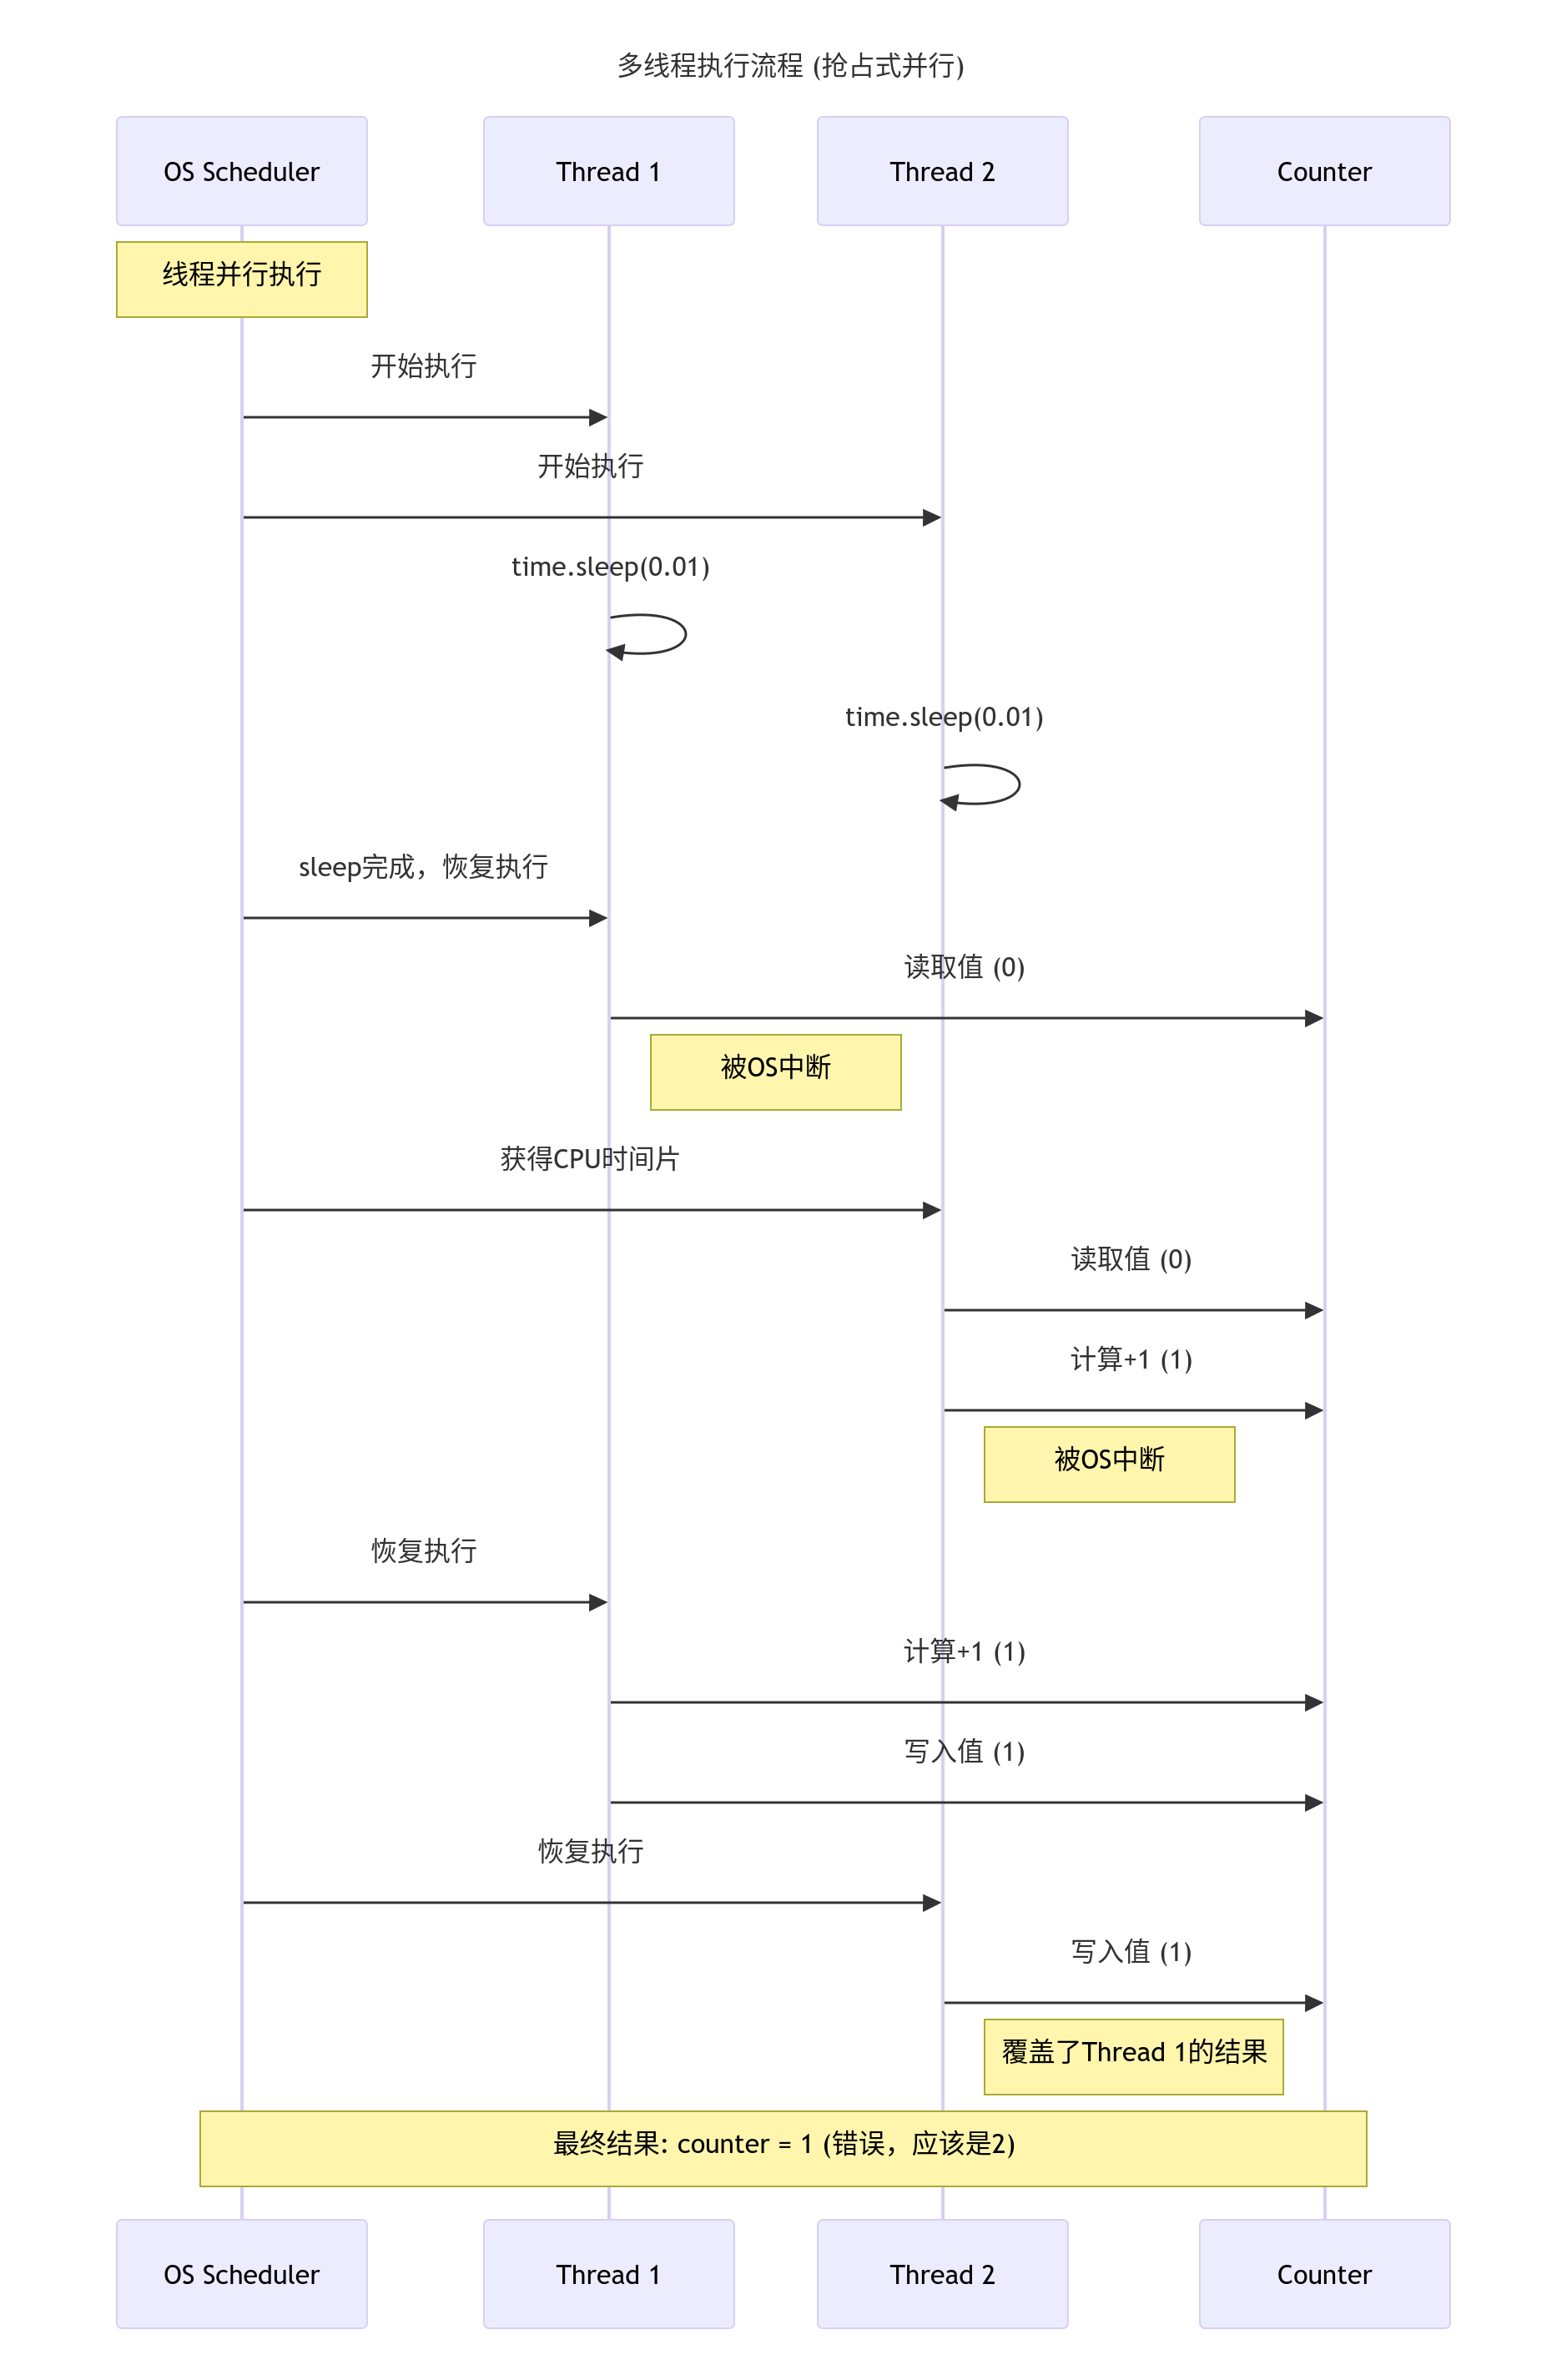 多线程执行流程 (抢占式并行)
OS Scheduler
Thread 1
Thread 2
Counter
线程并行执行
开始执行
开始执行
time.sleep(0.01)
time.sleep(0.01)
sleep完成，恢复执行
读取值 (0)
被OS中断
获得CPU时间片
读取值 (0)
计算+1 (1)
被OS中断
恢复执行
计算+1 (1)
写入值 (1)
恢复执行
写入值 (1)
覆盖了Thread 1的结果
最终结果: counter = 1 (错误，应该是2)
OS Scheduler
Thread 1
Thread 2
Counter